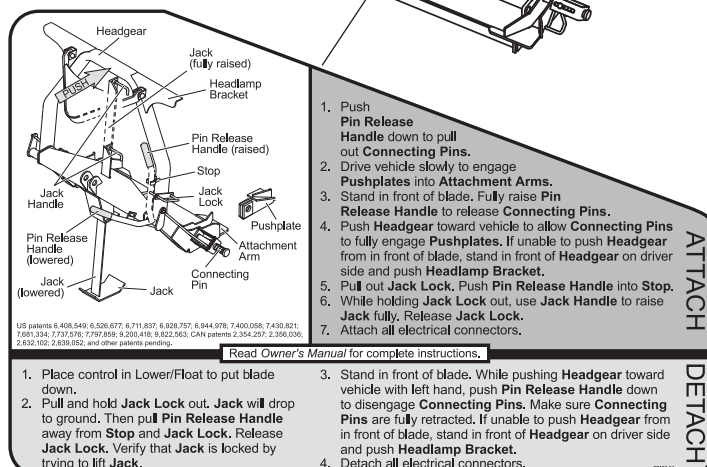 Headgear
Jack
(fully raised)
PUSH
Headlamp
Bracket
Pin Release
Handle (raised)
Stop
Jack
Lock
Jack
Handle
Pushplate
Pin Release
Handle
(lowered)
Attachment
Arm
Connecting
Pin
Jack
(lowered)
Jack
US patents 6,408,549; 6,526,677; 6,711,837; 6,928,757; 6,944,978; 7,400,058; 7,430,821;
7,681,334; 7,737,576; 7,797,859; 9,200,418; 9,822,563; CAN patents 2,354,257; 2,356,036;
2,632,102; 2,639,052; and other patents pending.
1. Push
Pin Release
Handle down to pull
out Connecting Pins.
2. Drive vehicle slowly to engage
Pushplates into Attachment Arms.
3. Stand in front of blade. Fully raise Pin
Release Handle to release Connecting Pins.
4. Push Headgear toward vehicle to allow Connecting Pins
to fully engage Pushplates. If unable to push Headgear
from in front of blade, stand in front of Headgear on driver
side and push Headlamp Bracket.
5. Pull out Jack Lock. Push Pin Release Handle into Stop.
6. While holding Jack Lock out, use Jack Handle to raise
Jack fully. Release Jack Lock.
7. Attach all electrical connectors.
ATTACH
Read Owner's Manual for complete instructions.
1. Place control in Lower/Float to put blade
down.
2. Pull and hold Jack Lock out. Jack will drop
to ground. Then pull Pin Release Handle
away from Stop and Jack Lock. Release
Jack Lock. Verify that Jack is locked by
trying to lift Jack.
3. Stand in front of blade. While pushing Headgear toward
vehicle with left hand, push Pin Release Handle down
to disengage Connecting Pins. Make sure Connecting
Pins are fully retracted. If unable to push Headgear from
in front of blade, stand in front of Headgear on driver side
and push Headlamp Bracket.
4. Detach all electrical connectors.
DETACH